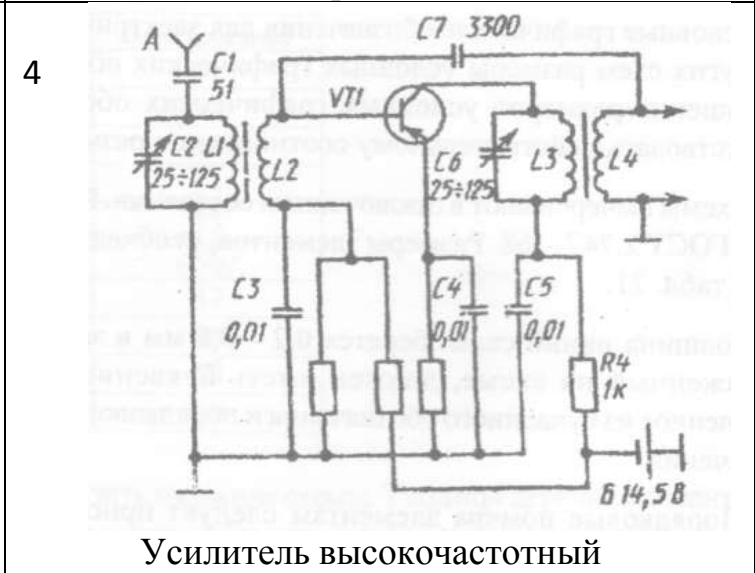 4
A
C1
51
C7 3300
VT1
C2 L1
25÷125
L2
C6
25÷125
L3
L4
C3
0,01
C4
0,01
C5
0,01
R4
1к
Б 14,5 В
Усилитель высокочастотный